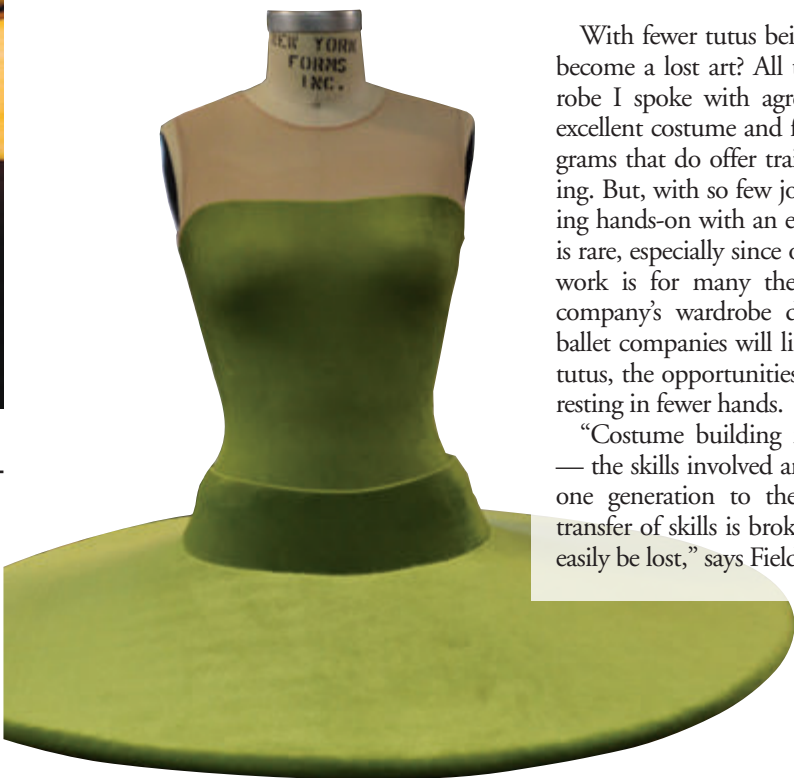 NEW YORK
FORMS
INC.
With fewer tutus bei
become a lost art? All
robe I spoke with agr
excellent costume and
grams that do offer trai
ing. But, with so few jo
ing hands-on with an e
is rare, especially since
work is for many the
company’s wardrobe
ballet companies will li
tutus, the opportunities
resting in fewer hands.
“Costume building
— the skills involved a
one generation to the
transfer of skills is brok
easily be lost,” says Field